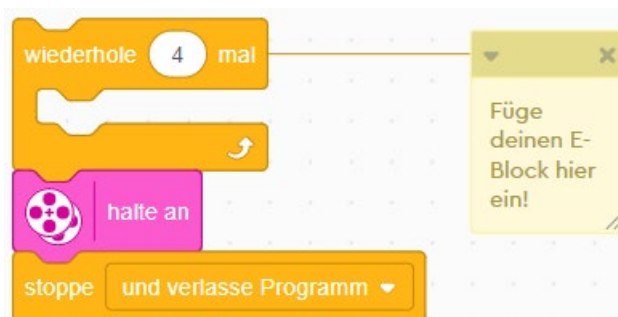 wiederhole 4 mal
Füge
deinen E-
Block hier
ein!
halte an
stoppe und verlasse Programm